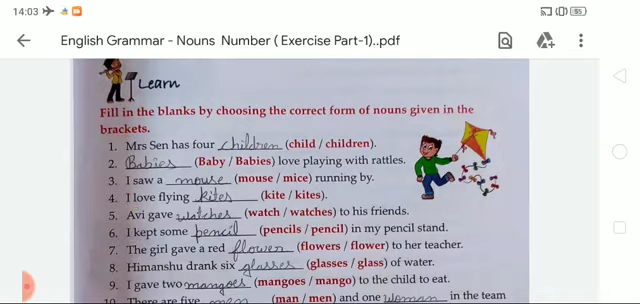 14:03
55
English Grammar - Nouns Number ( Exercise Part-1)..pdf
Learn
Fill in the blanks by choosing the correct form of nouns given in the
brackets.
1. Mrs Sen has four children (child / children).
2. Babies (Baby / Babies) love playing with rattles.
3. I saw a mouse (mouse / mice) running by.
4. I love flying kites (kite / kites).
5. Avi gave watches (watch / watches) to his friends.
6. I kept some pencil (pencils / pencil) in my pencil stand.
7. The girl gave a red flower (flowers / flower) to her teacher.
8. Himanshu drank six glasses (glasses / glass) of water.
9. I gave two mangoes (mangoes / mango) to the child to eat.
10. There are five men (man / men) and one woman in the team